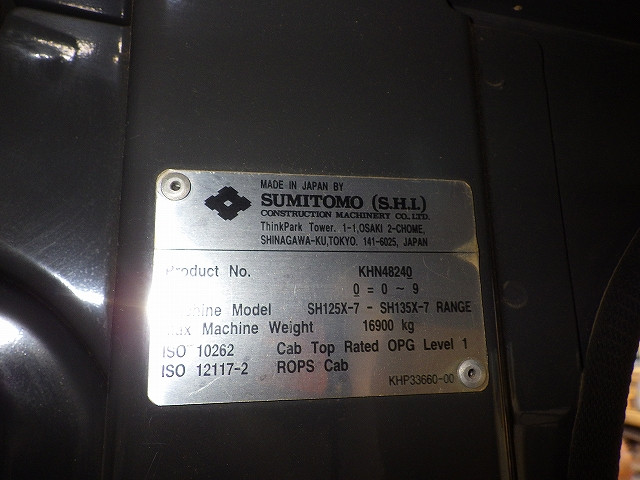 MADE IN JAPAN BY
SUMITOMO (S.H.I.)
CONSTRUCTION MACHINERY CO.,LTD.
ThinkPark Tower. 1-1,OSAKI 2-CHOME,
SHINAGAWA-KU,TOKYO. 141-6025, JAPAN
Product No. KHN48240
0 = 0 ~ 9
Machine Model SH125X-7 - SH135X-7 RANGE
Max Machine Weight 16900 kg
ISO 10262 Cab Top Rated OPG Level 1
ISO 12117-2 ROPS Cab
KHP33660-00